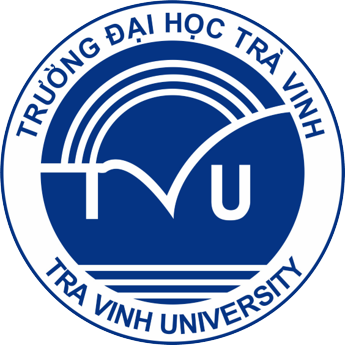 TRƯỜNG ĐẠI HỌC TRÀ VINH
TVU
TRA VINH UNIVERSITY